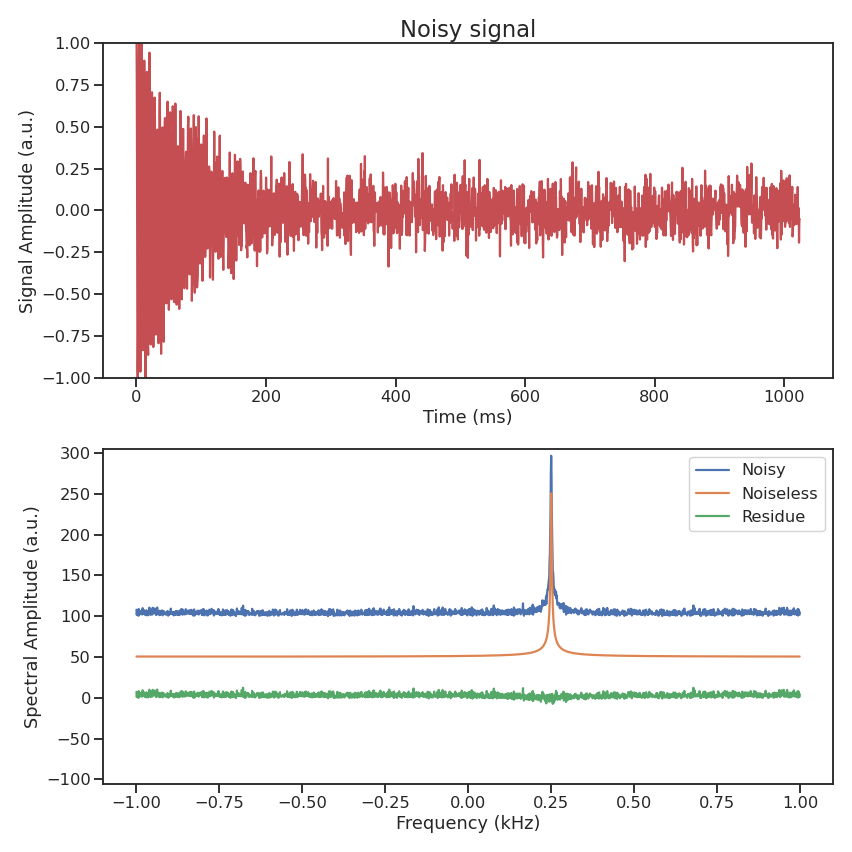 Noisy signal
1.00
0.75
0.50
0.25
0.00
−0.25
−0.50
−0.75
−1.00
Signal Amplitude (a.u.)
0 200 400 600 800 1000
Time (ms)
300
250
200
150
100
50
0
−50
−100
Spectral Amplitude (a.u.)
Noisy
Noiseless
Residue
−1.00 −0.75 −0.50 −0.25 0.00 0.25 0.50 0.75 1.00
Frequency (kHz)